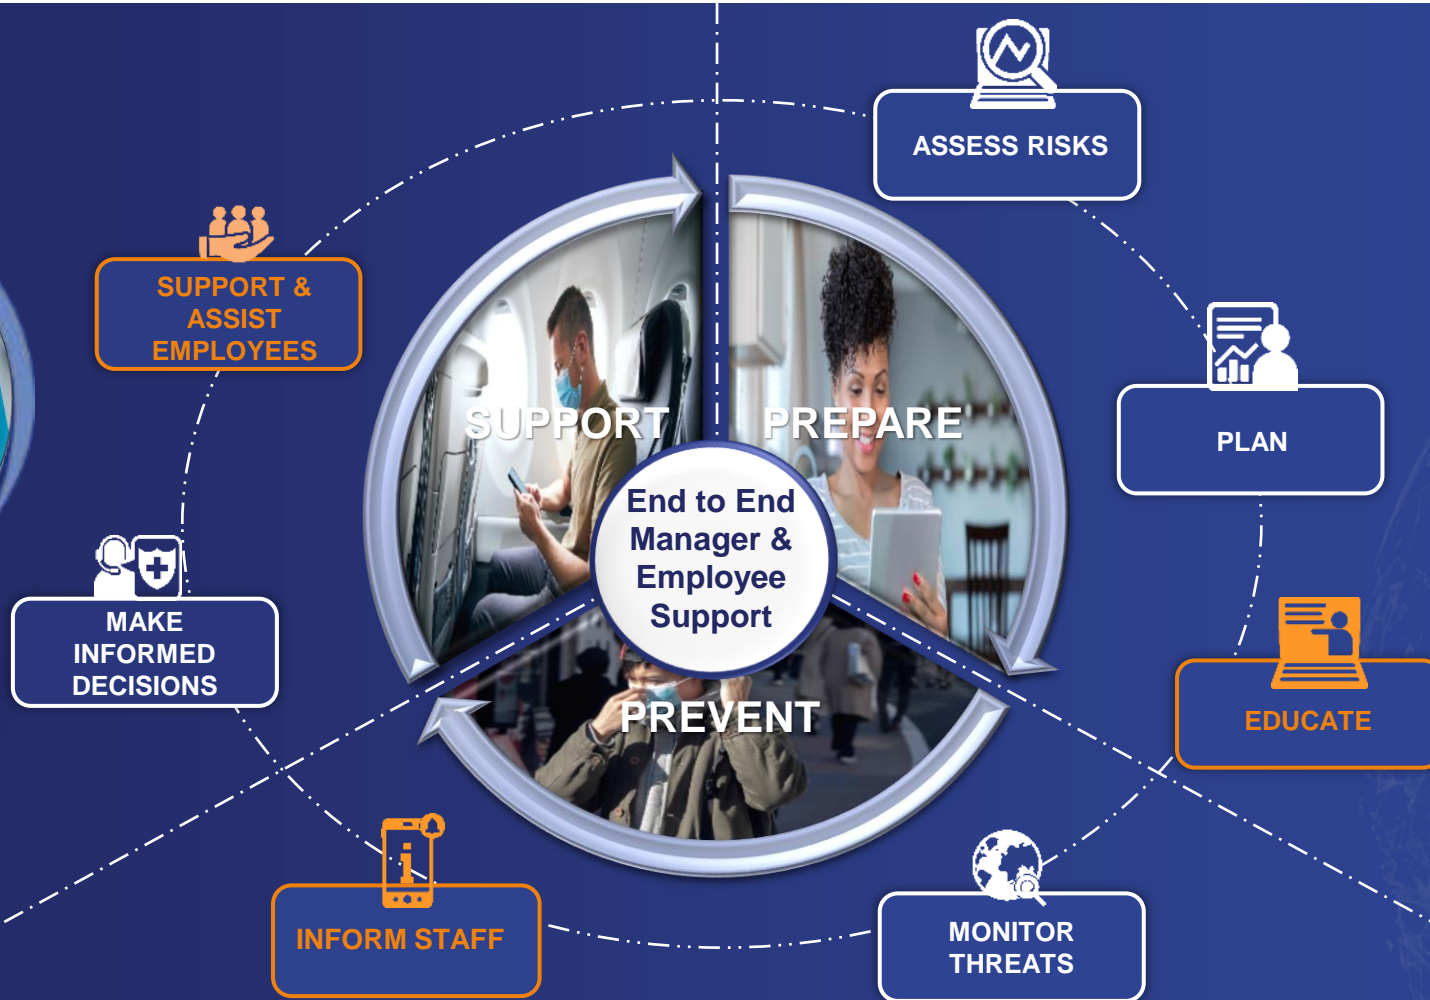 ASSESS RISKS
SUPPORT &
ASSIST
EMPLOYEES
PLAN
SUPPORT
PREPARE
End to End
Manager &
Employee
Support
MAKE
INFORMED
DECISIONS
PREVENT
EDUCATE
INFORM STAFF
MONITOR
THREATS